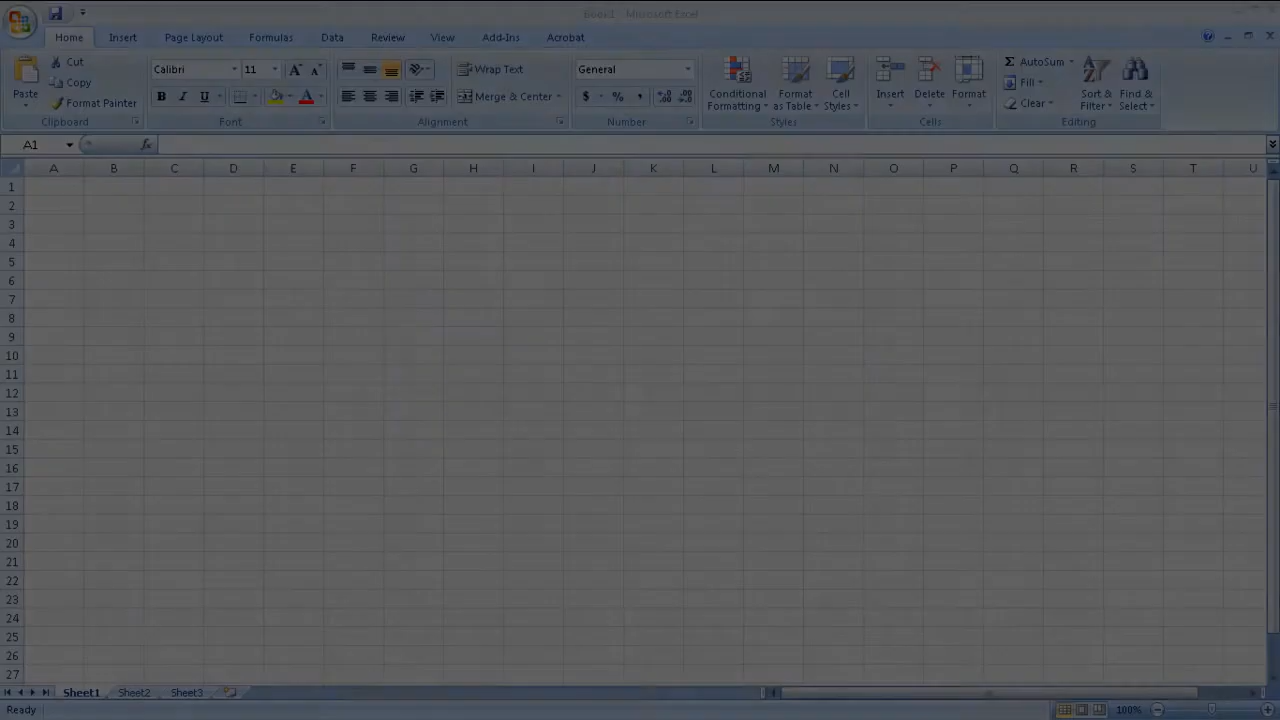 Book1 - Microsoft Excel
Home Insert Page Layout Formulas Data Review View Add-Ins Acrobat
Cut Calibri 11 A A Wrap Text General Σ AutoSum
Paste Copy B I U A Merge & Center $ % , Conditional Formatting Format as Table Cell Styles Insert Delete Format Fill Sort & Filter Find & Select
Format Painter Clear
Clipboard Font Alignment Number Styles Cells Editing
A1 fx
A B C D E F G H I J K L M N O P Q R S T U
1
2
3
4
5
6
7
8
9
10
11
12
13
14
15
16
17
18
19
20
21
22
23
24
25
26
27
Sheet1 Sheet2 Sheet3
Ready 100%